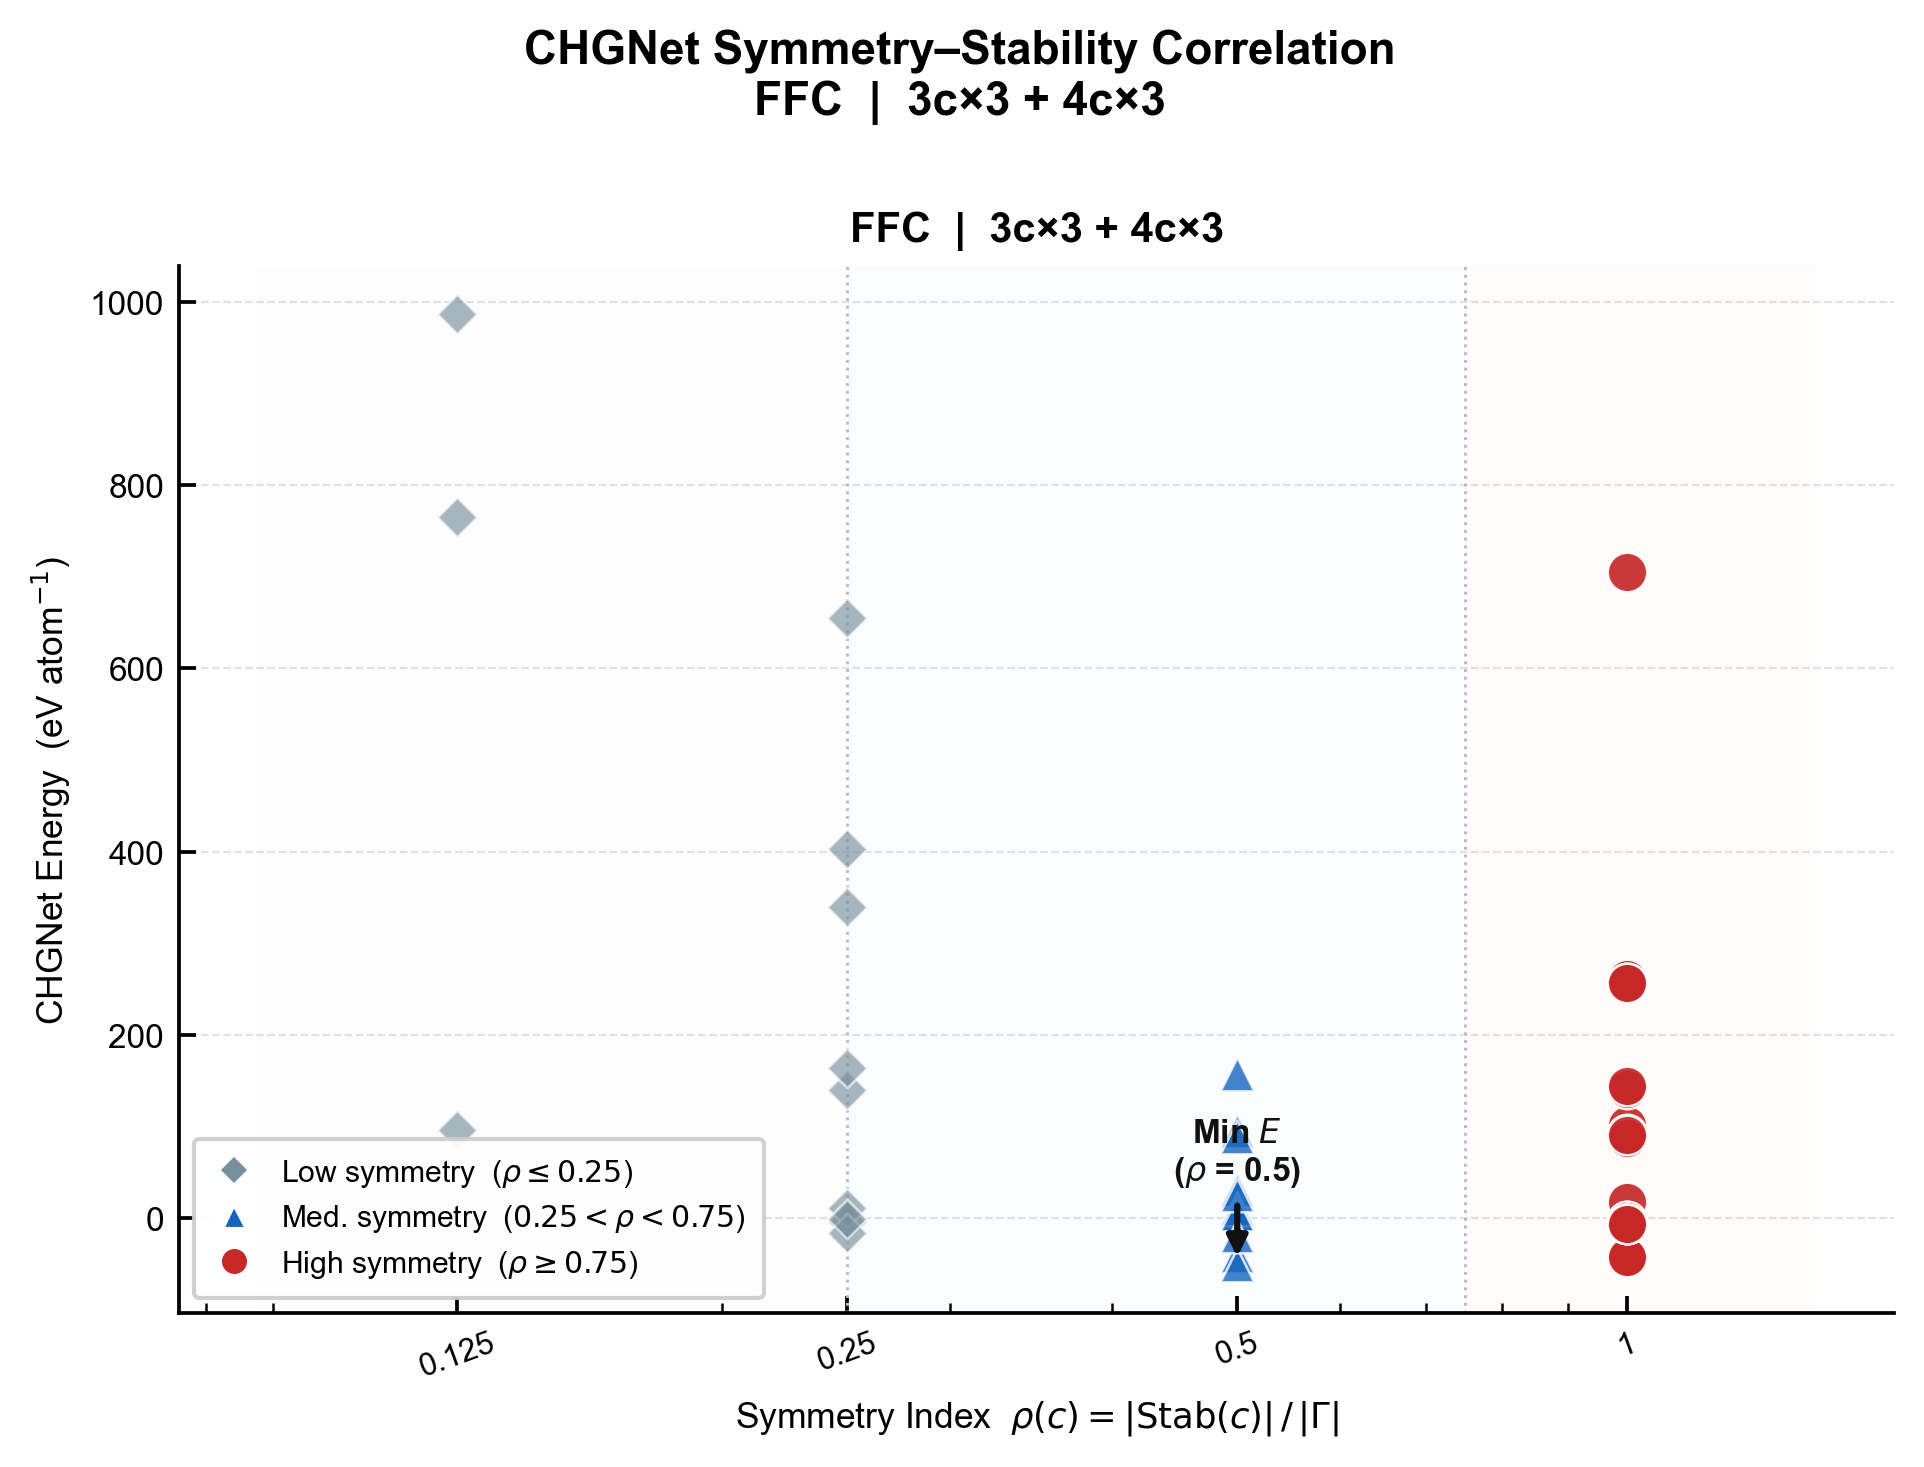 CHGNet Symmetry–Stability Correlation
FFC | 3c×3 + 4c×3
FFC | 3c×3 + 4c×3
CHGNet Energy (eV atom⁻¹)
1000
800
600
400
200
0
Min E
(ρ = 0.5)
Low symmetry (ρ ≤ 0.25)
Med. symmetry (0.25 < ρ < 0.75)
High symmetry (ρ ≥ 0.75)
0.125
0.25
0.5
1
Symmetry Index ρ(c) = |Stab(c)| / |Γ|